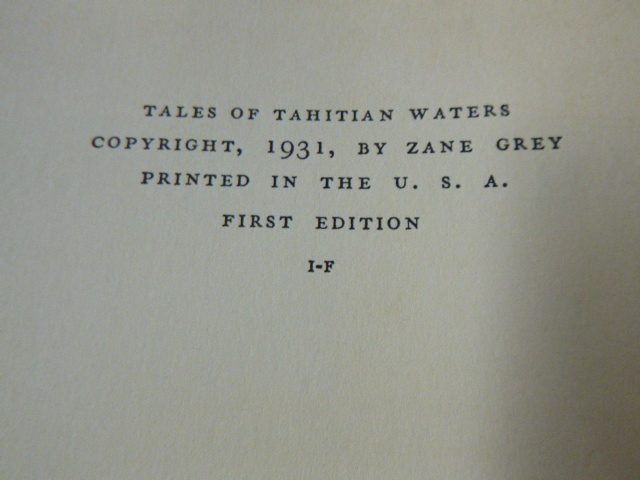 TALES OF TAHITIAN WATERS
COPYRIGHT, 1931, BY ZANE GREY
PRINTED IN THE U. S. A.
FIRST EDITION
I-F